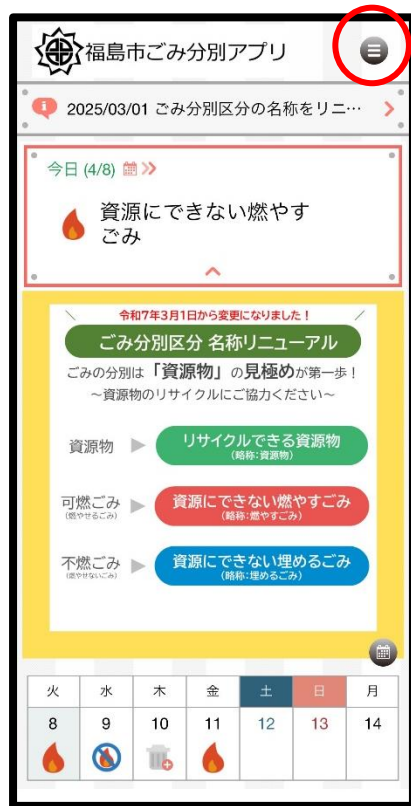 福島市ごみ分別アプリ
2025/03/01 ごみ分別区分の名称をリニ…
今日 (4/8)
資源にできない燃やす
ごみ
令和7年3月1日から変更になりました！
ごみ分別区分 名称リニューアル
ごみの分別は「資源物」の見極めが第一歩！
～資源物のリサイクルにご協力ください～
資源物
リサイクルできる資源物
(略称:資源物)
可燃ごみ
(燃やせるごみ)
資源にできない燃やすごみ
(略称:燃やすごみ)
不燃ごみ
(燃やせないごみ)
資源にできない埋めるごみ
(略称:埋めるごみ)
火 水 木 金 土 日 月
8 9 10 11 12 13 14